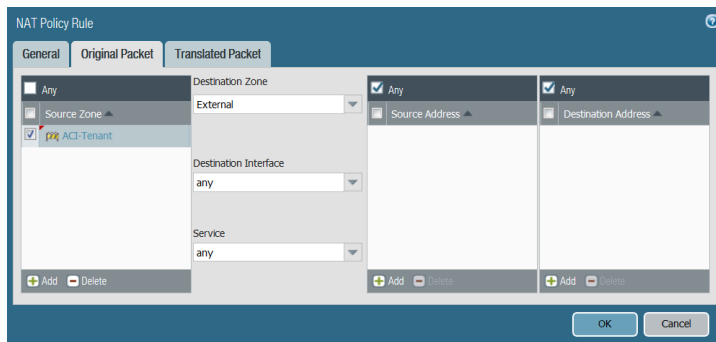 NAT Policy Rule
General
Original Packet
Translated Packet
Any
Source Zone
ACI-Tenant
Add
Delete
Destination Zone
External
Destination Interface
any
Service
any
Any
Source Address
Add
Delete
Any
Destination Address
Add
Delete
OK
Cancel